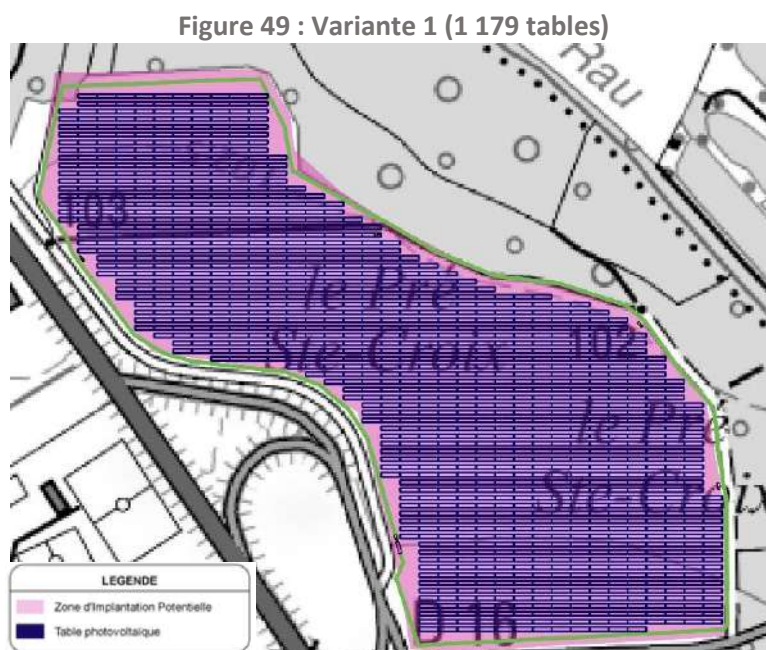 Figure 49 : Variante 1 (1 179 tables)
Rau
103
le Pré
Ste-Croix
102
le Pré
Ste-Croix
D 16
LEGENDE
Zone d'Implantation Potentielle
Table photovoltaïque